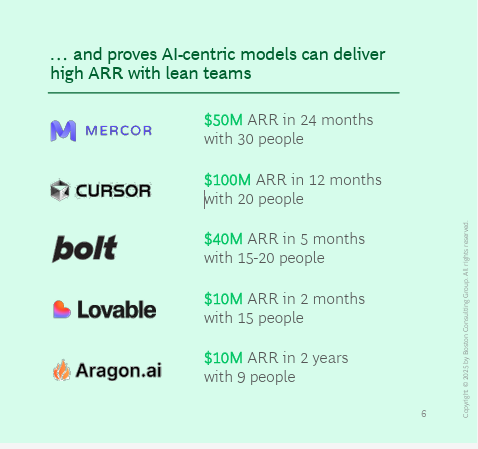 ... and proves AI-centric models can deliver
high ARR with lean teams
MERCOR
$50M ARR in 24 months
with 30 people
CURSOR
$100M ARR in 12 months
with 20 people
bolt
$40M ARR in 5 months
with 15-20 people
Lovable
$10M ARR in 2 months
with 15 people
Aragon.ai
$10M ARR in 2 years
with 9 people
6
Copyright © 2025 by Boston Consulting Group. All rights reserved.